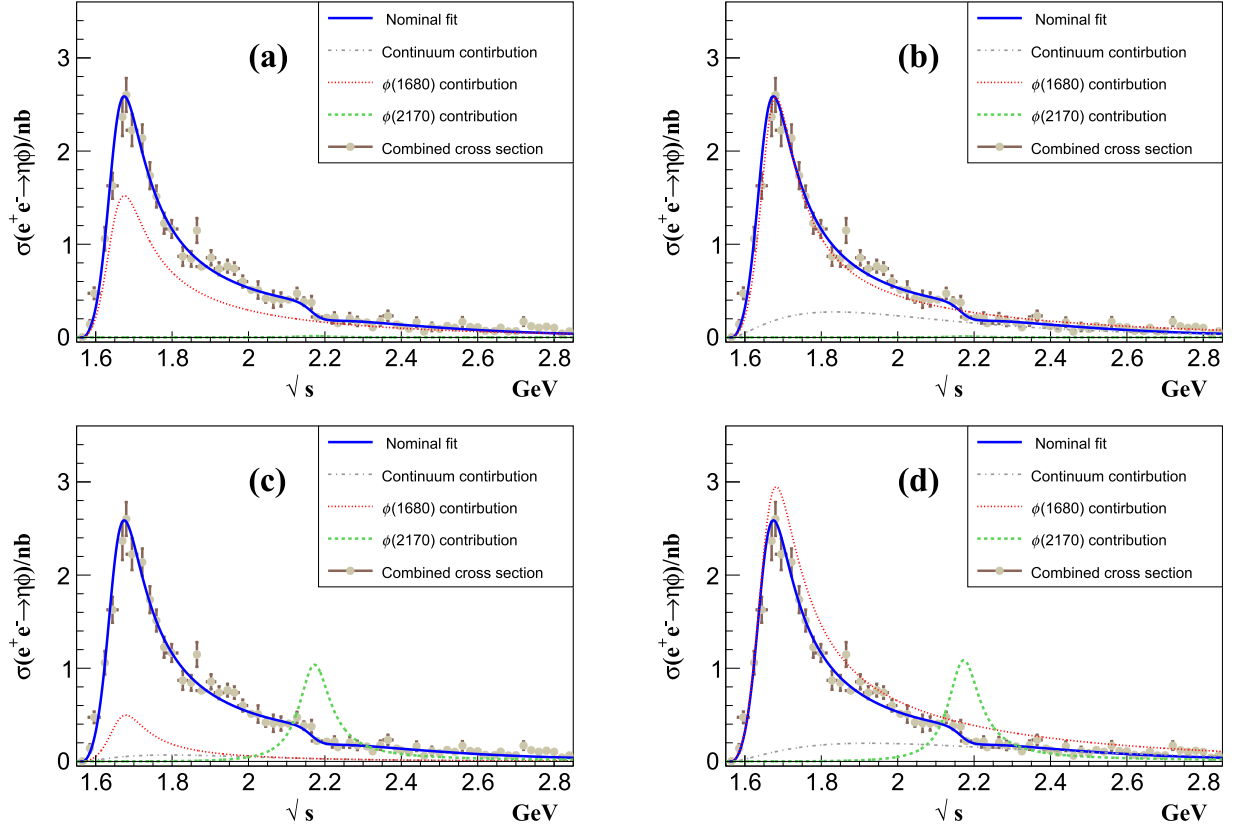 (a)
Nominal fit
Continuum contirbution
ϕ(1680) contirbution
ϕ(2170) contribution
Combined cross section
σ(e⁺e⁻→ηϕ)/nb
3
2
1
0
1.6 1.8 2 2.2 2.4 2.6 2.8
√ s GeV
(b)
Nominal fit
Continuum contirbution
ϕ(1680) contirbution
ϕ(2170) contribution
Combined cross section
σ(e⁺e⁻→ηϕ)/nb
3
2
1
0
1.6 1.8 2 2.2 2.4 2.6 2.8
√ s GeV
(c)
Nominal fit
Continuum contirbution
ϕ(1680) contirbution
ϕ(2170) contribution
Combined cross section
σ(e⁺e⁻→ηϕ)/nb
3
2
1
0
1.6 1.8 2 2.2 2.4 2.6 2.8
√ s GeV
(d)
Nominal fit
Continuum contirbution
ϕ(1680) contirbution
ϕ(2170) contribution
Combined cross section
σ(e⁺e⁻→ηϕ)/nb
3
2
1
0
1.6 1.8 2 2.2 2.4 2.6 2.8
√ s GeV